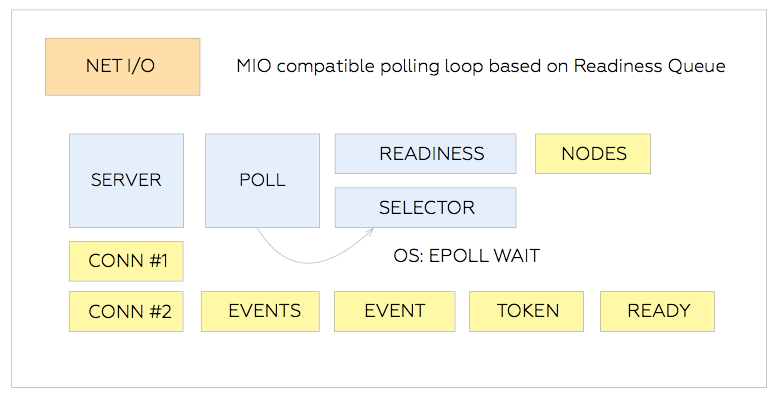 NET I/O
MIO compatible polling loop based on Readiness Queue
SERVER
POLL
READINESS
NODES
SELECTOR
CONN #1
OS: EPOLL WAIT
CONN #2
EVENTS
EVENT
TOKEN
READY